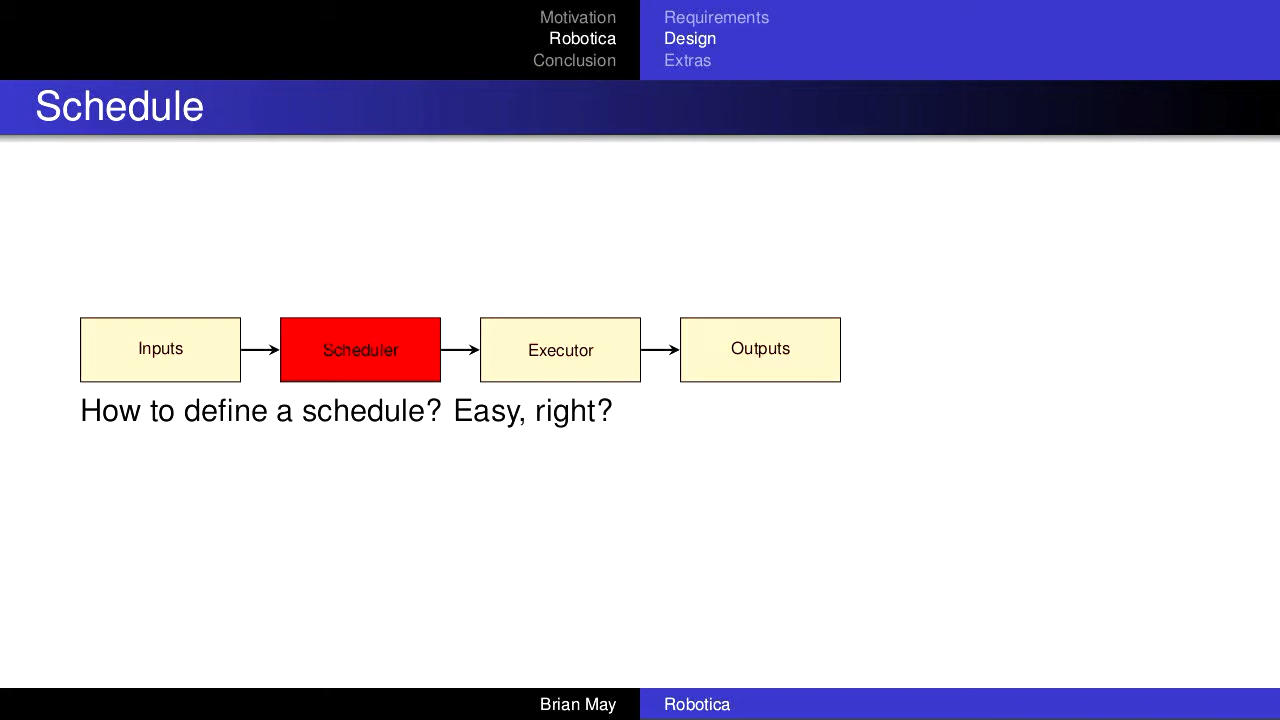 Motivation
Robotica
Conclusion
Requirements
Design
Extras
Schedule
Inputs
Scheduler
Executor
Outputs
How to define a schedule? Easy, right?
Brian May
Robotica